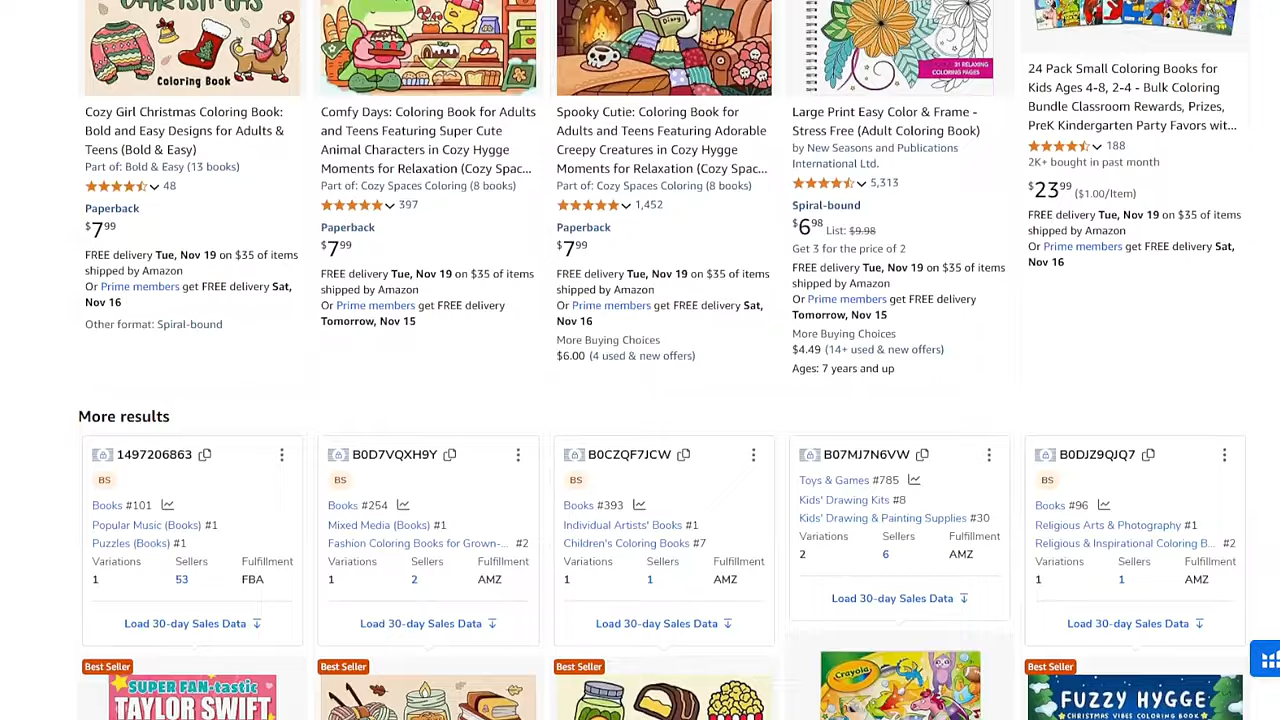 CHRISTMAS
Coloring Book
Diary
31 RELAXING
COLORING PAGES
Cozy Girl Christmas Coloring Book:
Bold and Easy Designs for Adults &
Teens (Bold & Easy)
Part of: Bold & Easy (13 books)
48
Paperback
$7⁹⁹
FREE delivery Tue, Nov 19 on $35 of items
shipped by Amazon
Or Prime members get FREE delivery Sat,
Nov 16
Other format: Spiral-bound
Comfy Days: Coloring Book for Adults
and Teens Featuring Super Cute
Animal Characters in Cozy Hygge
Moments for Relaxation (Cozy Spac...
Part of: Cozy Spaces Coloring (8 books)
397
Paperback
$7⁹⁹
FREE delivery Tue, Nov 19 on $35 of items
shipped by Amazon
Or Prime members get FREE delivery
Tomorrow, Nov 15
Spooky Cutie: Coloring Book for
Adults and Teens Featuring Adorable
Creepy Creatures in Cozy Hygge
Moments for Relaxation (Cozy Spac...
Part of: Cozy Spaces Coloring (8 books)
1,452
Paperback
$7⁹⁹
FREE delivery Tue, Nov 19 on $35 of items
shipped by Amazon
Or Prime members get FREE delivery Sat,
Nov 16
More Buying Choices
$6.00 (4 used & new offers)
Large Print Easy Color & Frame -
Stress Free (Adult Coloring Book)
by New Seasons and Publications
International Ltd.
5,313
Spiral-bound
$6⁹⁸ List: $9.98
Get 3 for the price of 2
FREE delivery Tue, Nov 19 on $35 of items
shipped by Amazon
Or Prime members get FREE delivery
Tomorrow, Nov 15
More Buying Choices
$4.49 (14+ used & new offers)
Ages: 7 years and up
24 Pack Small Coloring Books for
Kids Ages 4-8, 2-4 - Bulk Coloring
Bundle Classroom Rewards, Prizes,
PreK Kindergarten Party Favors wit...
188
2K+ bought in past month
$23⁹⁹ ($1.00/Item)
FREE delivery Tue, Nov 19 on $35 of items
shipped by Amazon
Or Prime members get FREE delivery Sat,
Nov 16
More results
1497206863
BS
Books #101
Popular Music (Books) #1
Puzzles (Books) #1
Variations Sellers Fulfillment
1 53 FBA
Load 30-day Sales Data
Best Seller
SUPER FAN-tastic
TAYLOR SWIFT
B0D7VQXH9Y
BS
Books #254
Mixed Media (Books) #1
Fashion Coloring Books for Grown-... #2
Variations Sellers Fulfillment
1 2 AMZ
Load 30-day Sales Data
Best Seller
B0CZQF7JCW
BS
Books #393
Individual Artists' Books #1
Children's Coloring Books #7
Variations Sellers Fulfillment
1 1 AMZ
Load 30-day Sales Data
Best Seller
B07MJ7N6VW
Toys & Games #785
Kids' Drawing Kits #8
Kids' Drawing & Painting Supplies #30
Variations Sellers Fulfillment
2 6 AMZ
Load 30-day Sales Data
Crayola
B0DJZ9QJQ7
BS
Books #96
Religious Arts & Photography #1
Religious & Inspirational Coloring B... #2
Variations Sellers Fulfillment
1 1 AMZ
Load 30-day Sales Data
Best Seller
FUZZY HYGGE
CHRISTMAS VIBE COLORING BOOK